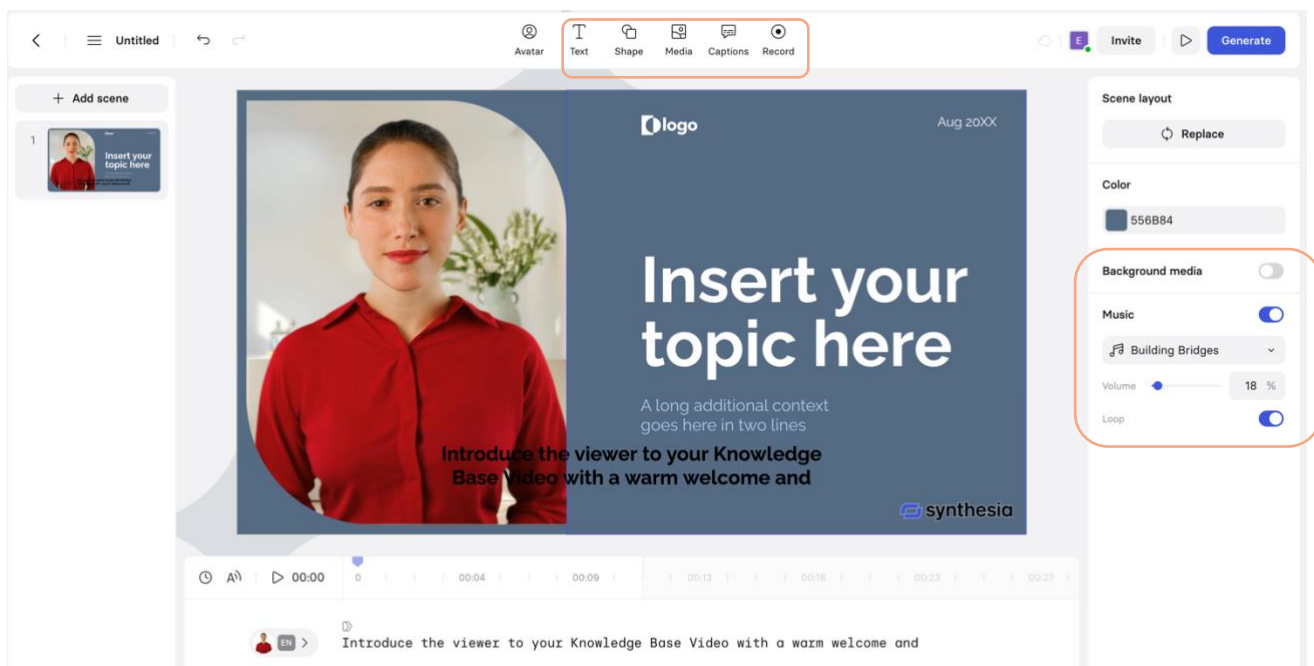 Untitled
Avatar
Text
Shape
Media
Captions
Record
E
Invite
Generate
+ Add scene
1
Insert your
topic here
logo
Aug 20XX
Insert your
topic here
A long additional context
goes here in two lines
Introduce the viewer to your Knowledge
Base Video with a warm welcome and
synthesia
Scene layout
Replace
Color
556B84
Background media
Music
Building Bridges
Volume
18 %
Loop
00:00
0
00:04
00:09
00:13
00:18
00:23
00:27
EN
Introduce the viewer to your Knowledge Base Video with a warm welcome and